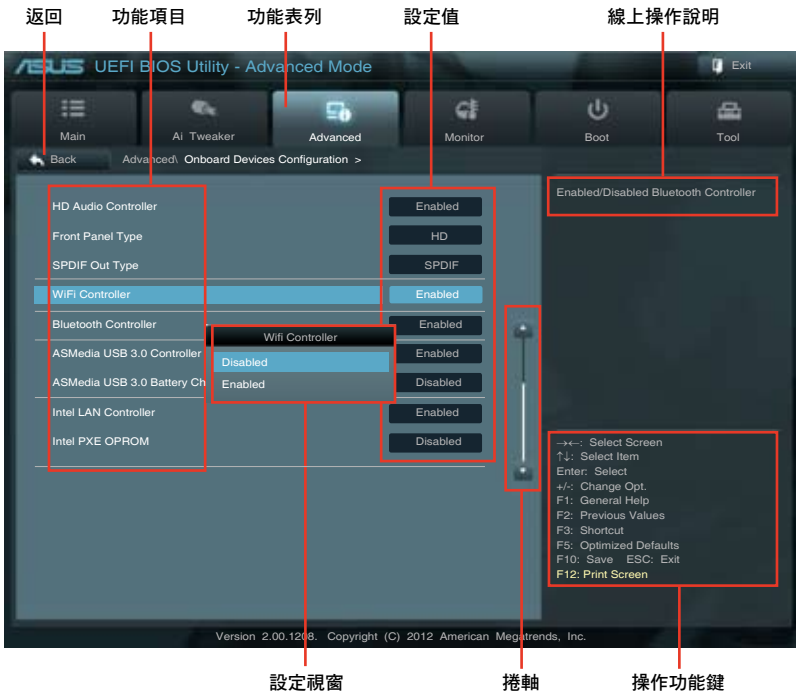 返回 功能項目 功能表列 設定值 線上操作說明
ASUS UEFI BIOS Utility - Advanced Mode Exit
Main Ai Tweaker Advanced Monitor Boot Tool
Back Advanced\ Onboard Devices Configuration >
Enabled/Disabled Bluetooth Controller
HD Audio Controller Enabled
Front Panel Type HD
SPDIF Out Type SPDIF
WiFi Controller Enabled
Bluetooth Controller Enabled
Wifi Controller
ASMedia USB 3.0 Controller Enabled
Disabled
ASMedia USB 3.0 Battery Ch Disabled
Enabled
Intel LAN Controller Enabled
Intel PXE OPROM Disabled
→←: Select Screen
↑↓: Select Item
Enter: Select
+/-: Change Opt.
F1: General Help
F2: Previous Values
F3: Shortcut
F5: Optimized Defaults
F10: Save ESC: Exit
F12: Print Screen
Version 2.00.1208. Copyright (C) 2012 American Megatrends, Inc.
設定視窗 捲軸 操作功能鍵